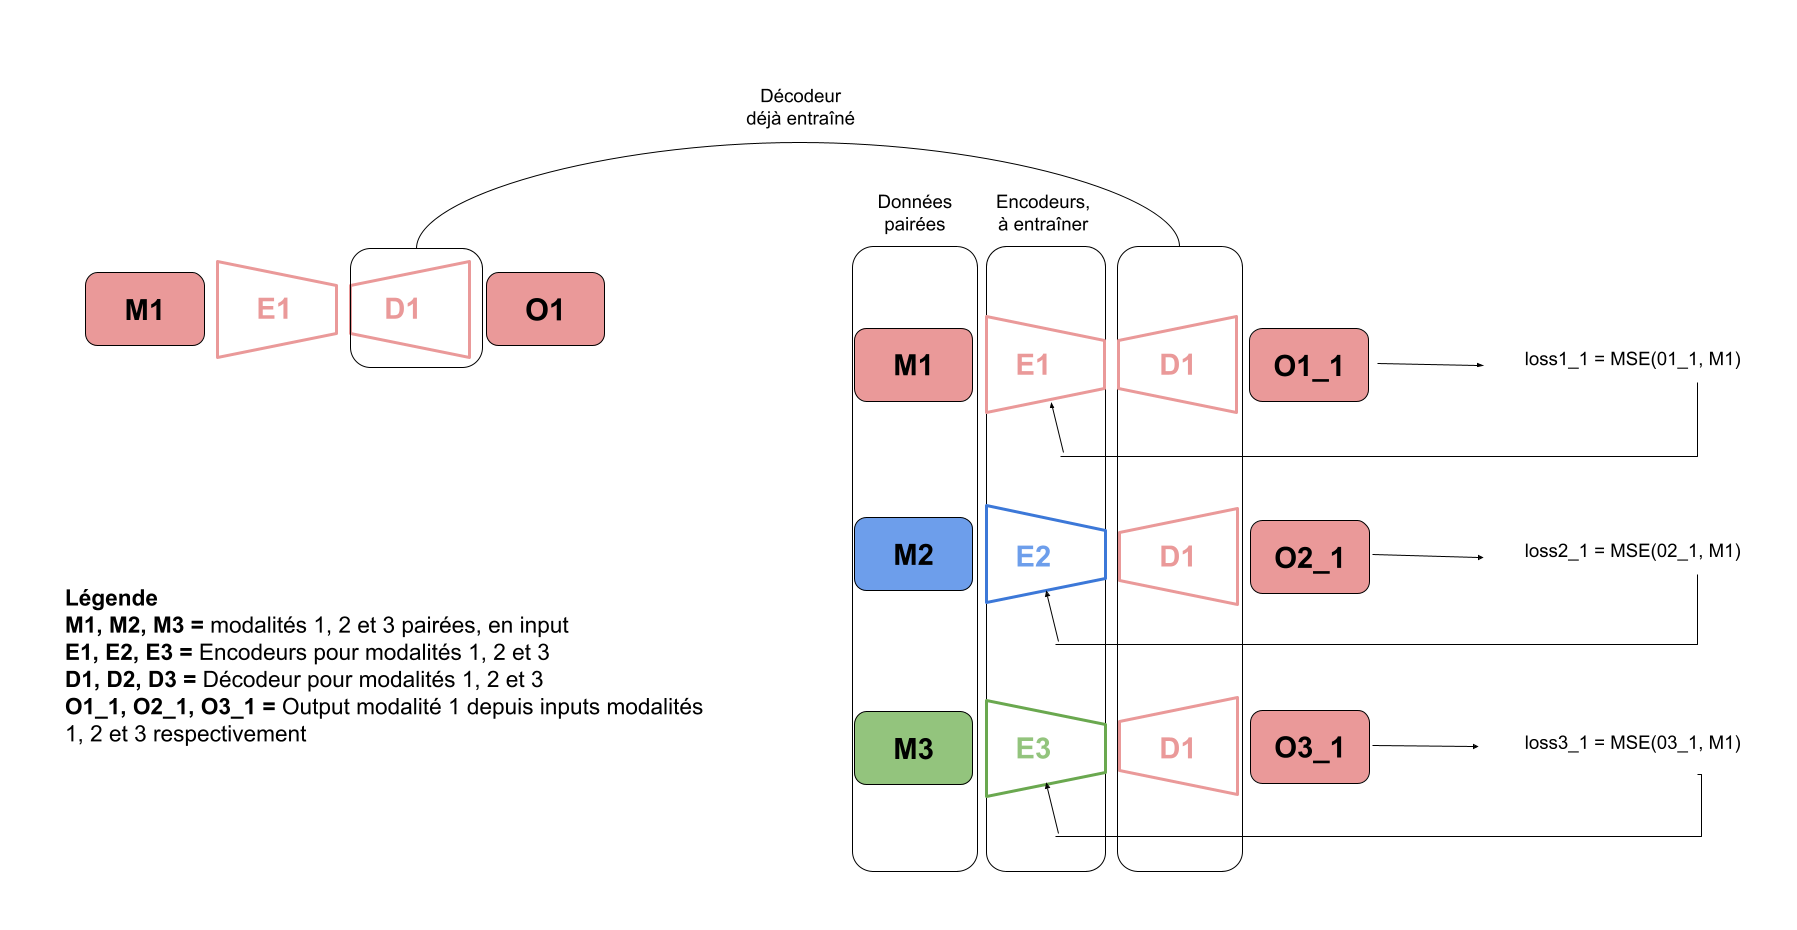 Décodeur
déjà entraîné
Données
pairées
Encodeurs,
à entraîner
M1
E1
D1
O1
M1
E1
D1
O1_1
loss1_1 = MSE(01_1, M1)
M2
E2
D1
O2_1
loss2_1 = MSE(02_1, M1)
M3
E3
D1
O3_1
loss3_1 = MSE(03_1, M1)
Légende
M1, M2, M3 = modalités 1, 2 et 3 pairées, en input
E1, E2, E3 = Encodeurs pour modalités 1, 2 et 3
D1, D2, D3 = Décodeur pour modalités 1, 2 et 3
O1_1, O2_1, O3_1 = Output modalité 1 depuis inputs modalités
1, 2 et 3 respectivement